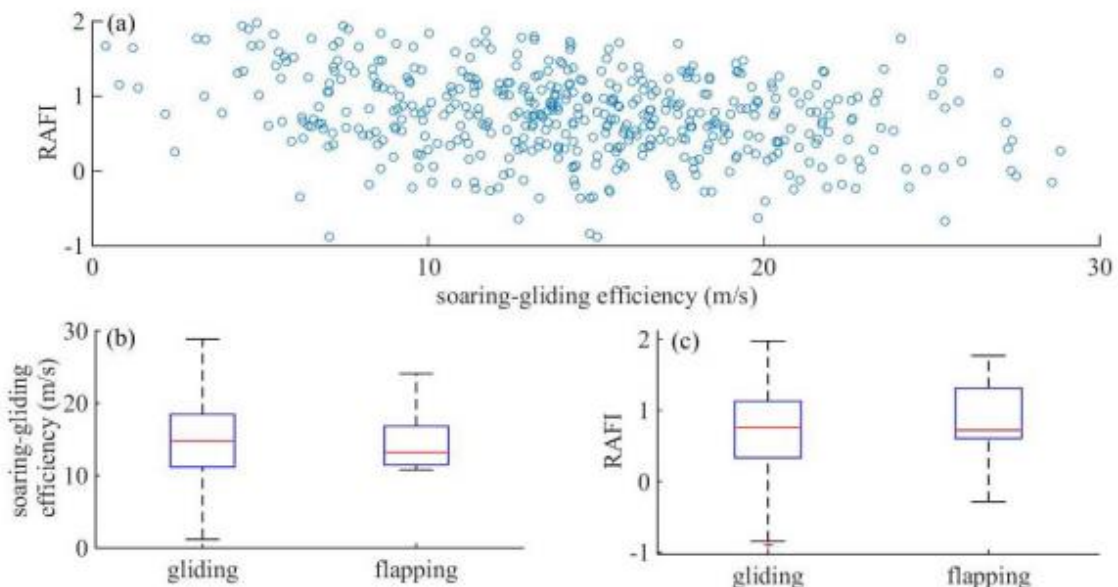 (a)
2
1
0
-1
RAFI
0 10 20 30
soaring-gliding efficiency (m/s)
(b)
30
20
10
0
soaring-gliding
efficiency (m/s)
gliding flapping
(c)
2
1
0
-1
RAFI
gliding flapping